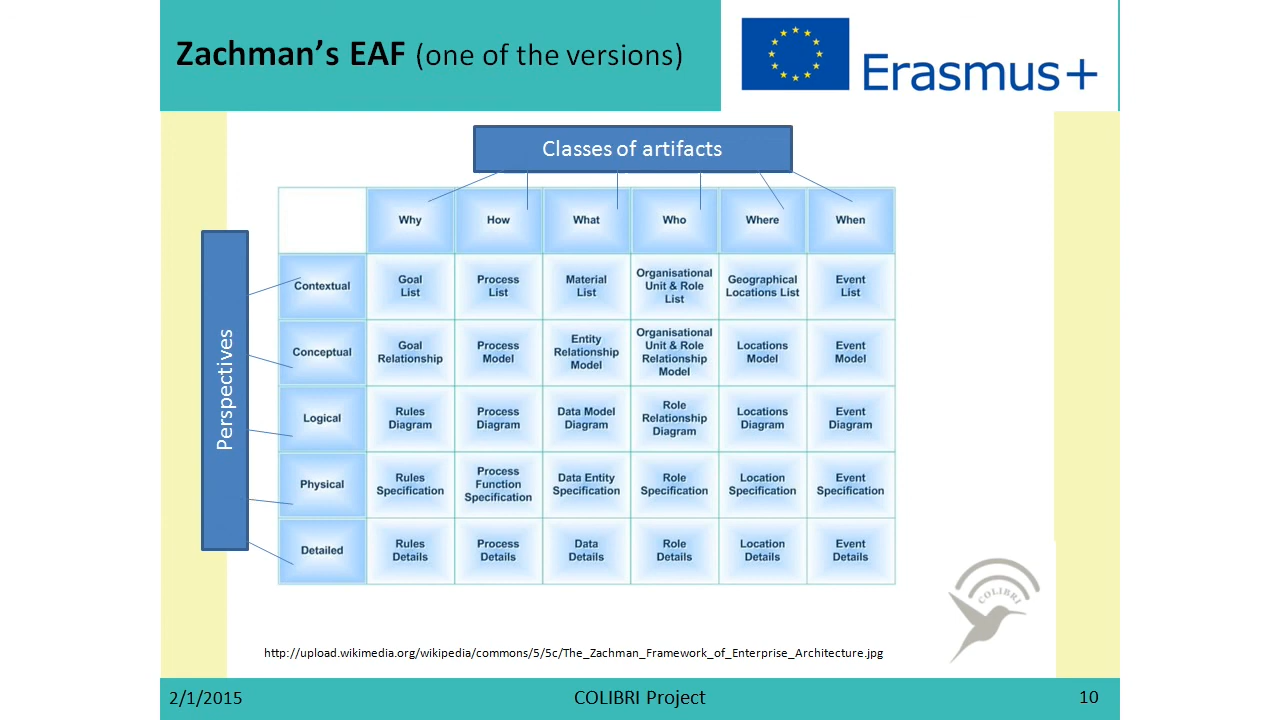 Zachman's EAF (one of the versions)
Erasmus+
Classes of artifacts
Perspectives
Why How What Who Where When
Contextual
Goal
List
Process
List
Material
List
Organisational
Unit & Role
List
Geographical
Locations List
Event
List
Conceptual
Goal
Relationship
Process
Model
Entity
Relationship
Model
Organisational
Unit & Role
Relationship
Model
Locations
Model
Event
Model
Logical
Rules
Diagram
Process
Diagram
Data Model
Diagram
Role
Relationship
Diagram
Locations
Diagram
Event
Diagram
Physical
Rules
Specification
Process
Function
Specification
Data Entity
Specification
Role
Specification
Location
Specification
Event
Specification
Detailed
Rules
Details
Process
Details
Data
Details
Role
Details
Location
Details
Event
Details
COLIBRI
http://upload.wikimedia.org/wikipedia/commons/5/5c/The_Zachman_Framework_of_Enterprise_Architecture.jpg
2/1/2015 COLIBRI Project 10